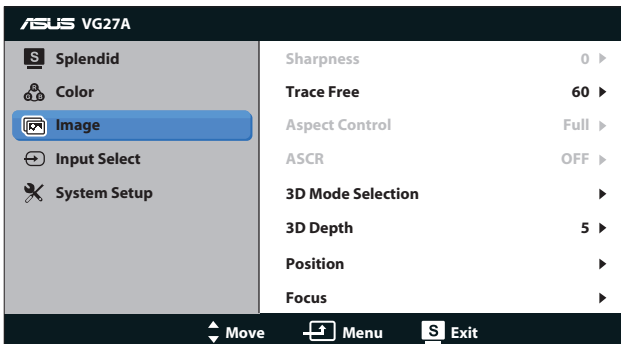 ASUS VG27A
S Splendid
Color
Image
Input Select
System Setup
Sharpness 0
Trace Free 60
Aspect Control Full
ASCR OFF
3D Mode Selection
3D Depth 5
Position
Focus
Move Menu S Exit